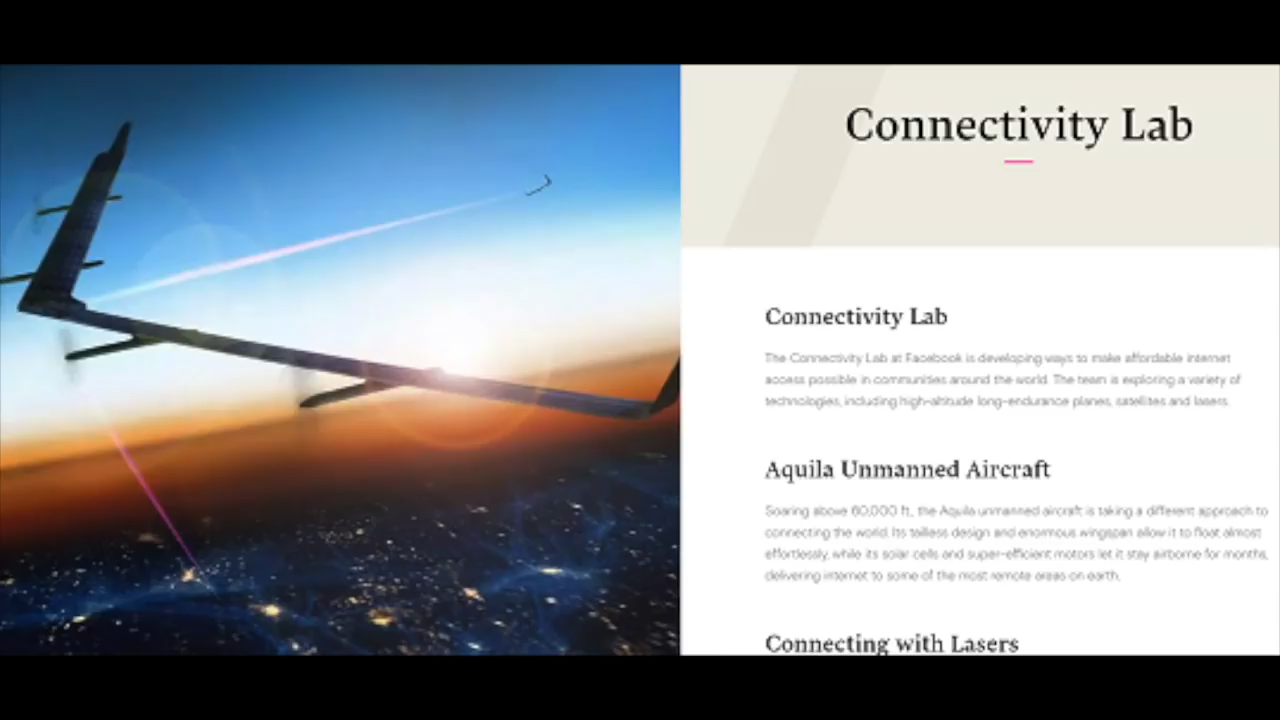 Connectivity Lab
Connectivity Lab
The Connectivity Lab at Facebook is developing ways to make affordable internet
access possible in communities around the world. The team is exploring a variety of
technologies, including high-altitude long-endurance planes, satellites and lasers.
Aquila Unmanned Aircraft
Soaring above 60,000 ft, the Aquila unmanned aircraft is taking a different approach to
connecting the world. Its tailless design and enormous wingspan allow it to float almost
effortlessly, while its solar cells and super-efficient motors let it stay airborne for months,
delivering internet to some of the most remote areas on earth.
Connecting with Lasers